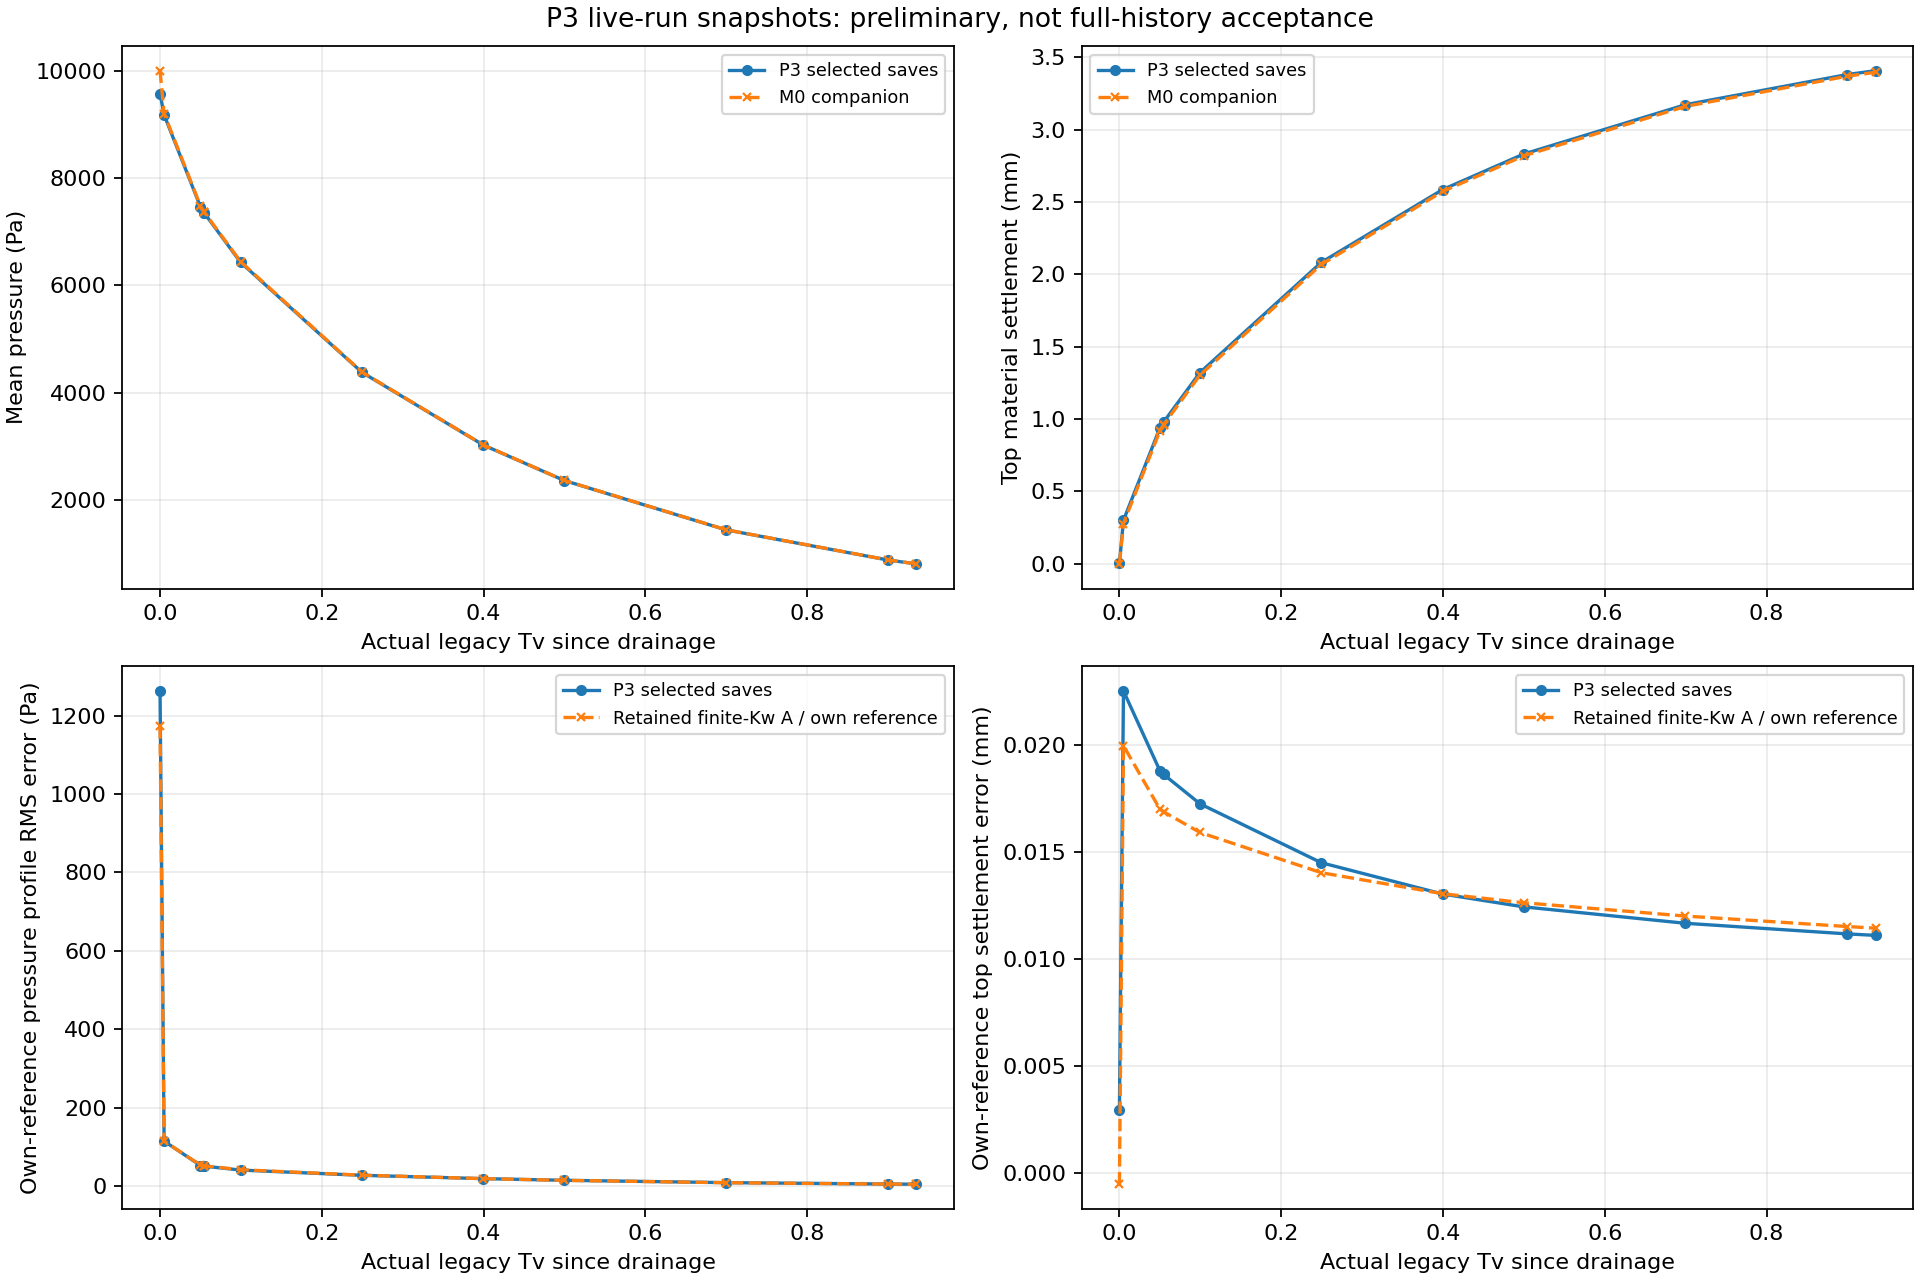 P3 live-run snapshots: preliminary, not full-history acceptance
Mean pressure (Pa)
10000
8000
6000
4000
2000
P3 selected saves
M0 companion
0.0 0.2 0.4 0.6 0.8
Actual legacy Tv since drainage
Top material settlement (mm)
3.5
3.0
2.5
2.0
1.5
1.0
0.5
0.0
P3 selected saves
M0 companion
0.0 0.2 0.4 0.6 0.8
Actual legacy Tv since drainage
Own-reference pressure profile RMS error (Pa)
1200
1000
800
600
400
200
0
P3 selected saves
Retained finite-Kw A / own reference
0.0 0.2 0.4 0.6 0.8
Actual legacy Tv since drainage
Own-reference top settlement error (mm)
0.020
0.015
0.010
0.005
0.000
P3 selected saves
Retained finite-Kw A / own reference
0.0 0.2 0.4 0.6 0.8
Actual legacy Tv since drainage